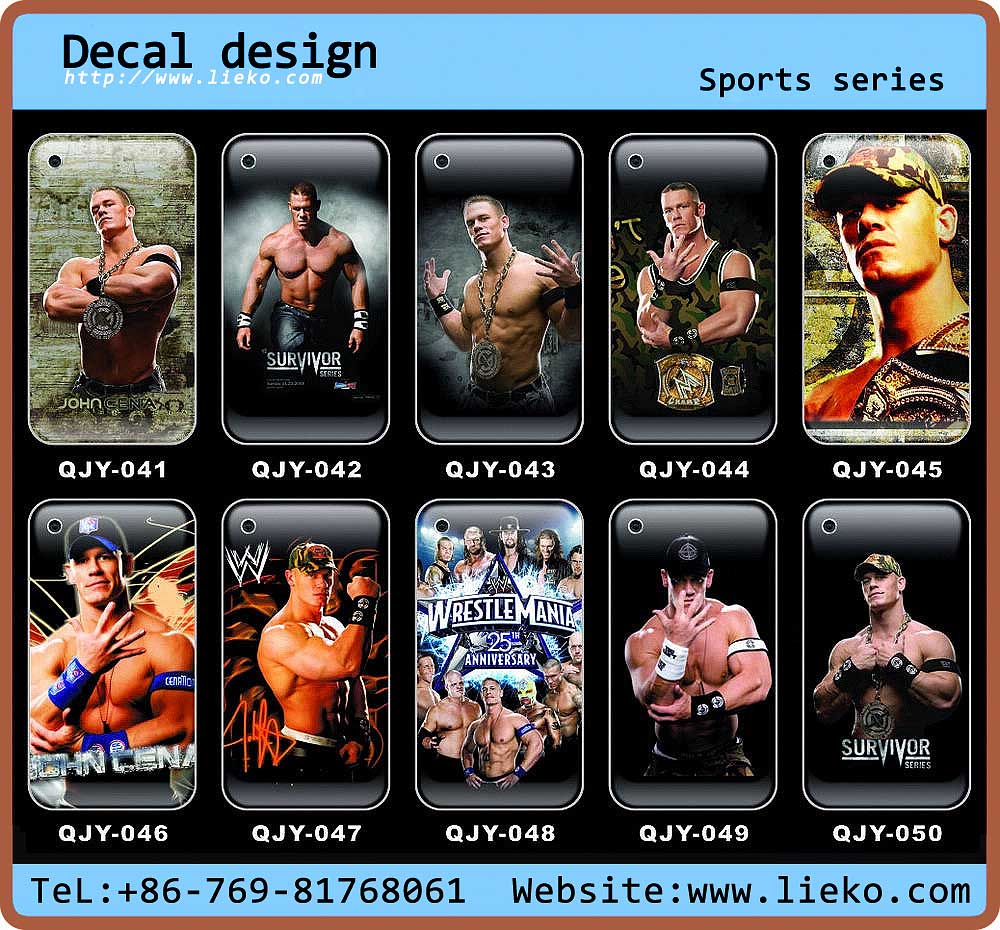 Decal design
http://www.lieko.com
Sports series
JOHN CENA
SURVIVOR
SERIES
CHAMP
QJY-041 QJY-042 QJY-043 QJY-044 QJY-045
W
CENATION
JOHN CENA
WRESTLEMANIA
25TH
ANNIVERSARY
SURVIVOR
SERIES
QJY-046 QJY-047 QJY-048 QJY-049 QJY-050
TeL:+86-769-81768061 Website:www.lieko.com